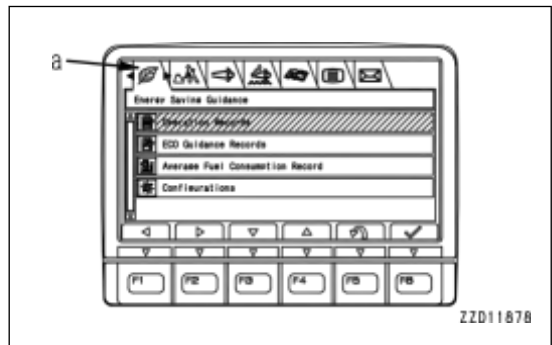 a
Energy Saving Guidance
Operation Records
ECO Guidance Records
Average Fuel Consumption Record
Configurations
F1 F2 F3 F4 F5 F6
ZZD11878